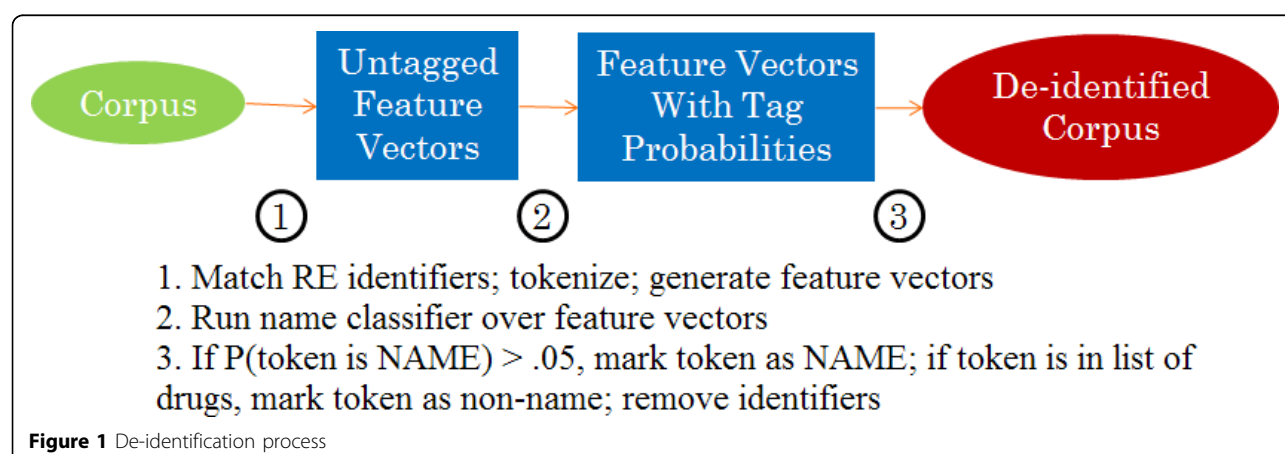 Corpus
Untagged
Feature
Vectors
Feature Vectors
With Tag
Probabilities
De-identified
Corpus
1
2
3
1. Match RE identifiers; tokenize; generate feature vectors
2. Run name classifier over feature vectors
3. If P(token is NAME) > .05, mark token as NAME; if token is in list of
drugs, mark token as non-name; remove identifiers
Figure 1 De-identification process